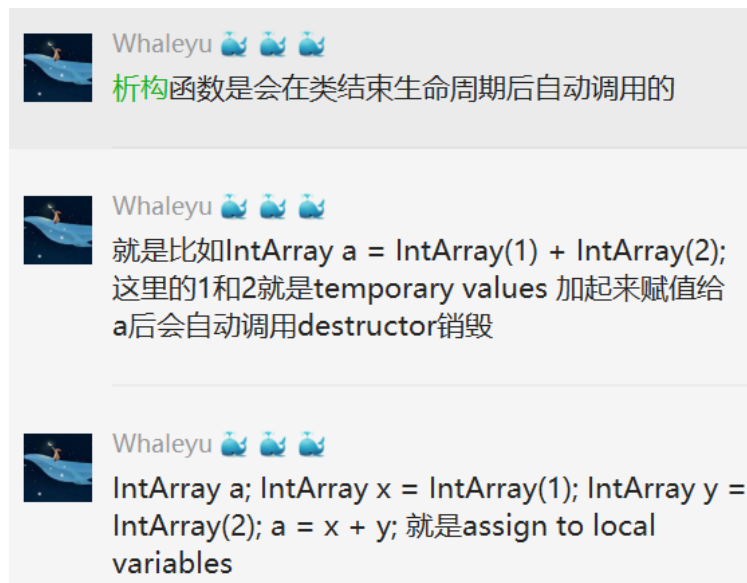 Whaleyu 🐳 🐳 🐳
析构函数是会在类结束生命周期后自动调用的
Whaleyu 🐳 🐳 🐳
就是比如IntArray a = IntArray(1) + IntArray(2);
这里的1和2就是temporary values 加起来赋值给
a后会自动调用destructor销毁
Whaleyu 🐳 🐳 🐳
IntArray a; IntArray x = IntArray(1); IntArray y =
IntArray(2); a = x + y; 就是assign to local
variables